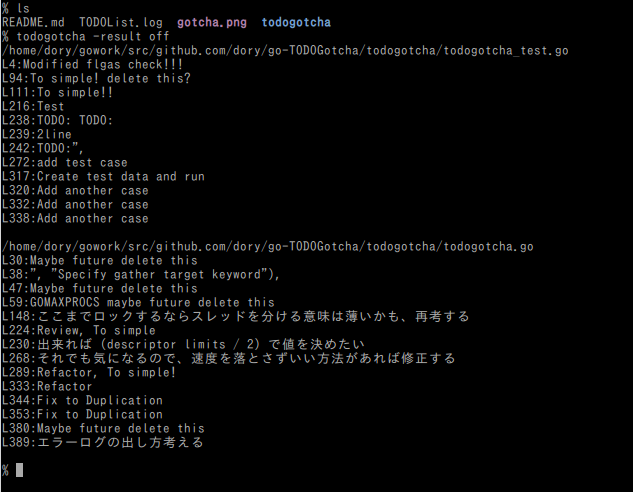 % ls
README.md  TODOList.log  gotcha.png  todogotcha
% todogotcha -result off
/home/dory/gowork/src/github.com/dory/go-TODOGotcha/todogotcha/todogotcha_test.go
L4:Modified flgas check!!!
L94:To simple! delete this?
L111:To simple!!
L216:Test
L238:TODO: TODO:
L239:2line
L242:TODO:”,
L272:add test case
L317:Create test data and run
L320:Add another case
L332:Add another case
L338:Add another case
/home/dory/gowork/src/github.com/dory/go-TODOGotcha/todogotcha/todogotcha.go
L30:Maybe future delete this
L38:”, ”Specify gather target keyword”),
L47:Maybe future delete this
L59:GOMAXPROCS maybe future delete this
L148:ここまでロックするならスレッドを分ける意味は薄いかも、再考する
L224:Review, To simple
L230:出来れば (descriptor limits / 2) で値を決めたい
L268:それでも気になるので、速度を落とさずいい方法があれば修正する
L289:Refactor, To simple!
L333:Refactor
L344:Fix to Duplication
L353:Fix to Duplication
L380:Maybe future delete this
L389:エラーログの出し方考える
%